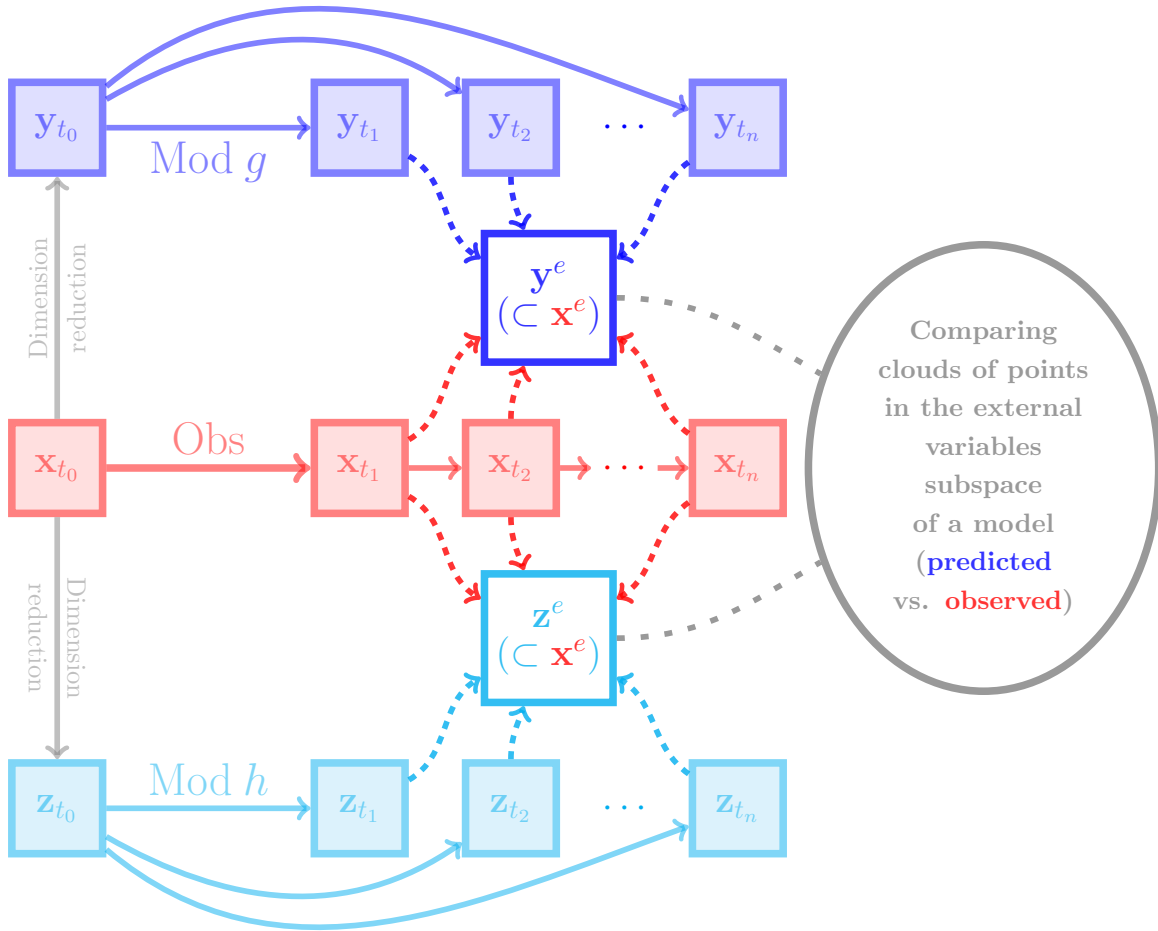 𝐲_{t_0} 𝐲_{t_1} 𝐲_{t_2} ⋯ 𝐲_{t_n}
Mod g
Dimension
reduction
𝐲^e
(⊂ 𝐱^e)
Obs
𝐱_{t_0} 𝐱_{t_1} 𝐱_{t_2} ⋯ 𝐱_{t_n}
Dimension
reduction
𝐳^e
(⊂ 𝐱^e)
Mod h
𝐳_{t_0} 𝐳_{t_1} 𝐳_{t_2} ⋯ 𝐳_{t_n}
Comparing
clouds of points
in the external
variables
subspace
of a model
(predicted
vs. observed)